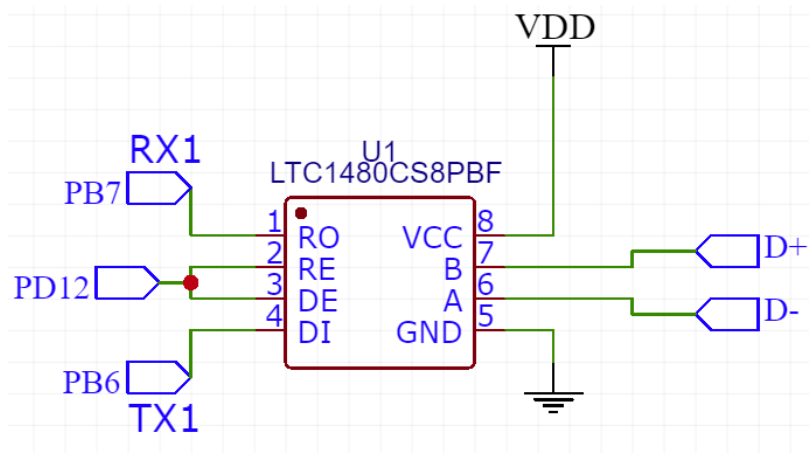 VDD
RX1
U1
LTC1480CS8PBF
PB7
1
RO
VCC
8
D+
2
RE
B
7
PD12
3
DE
A
6
D-
4
DI
GND
5
PB6
TX1